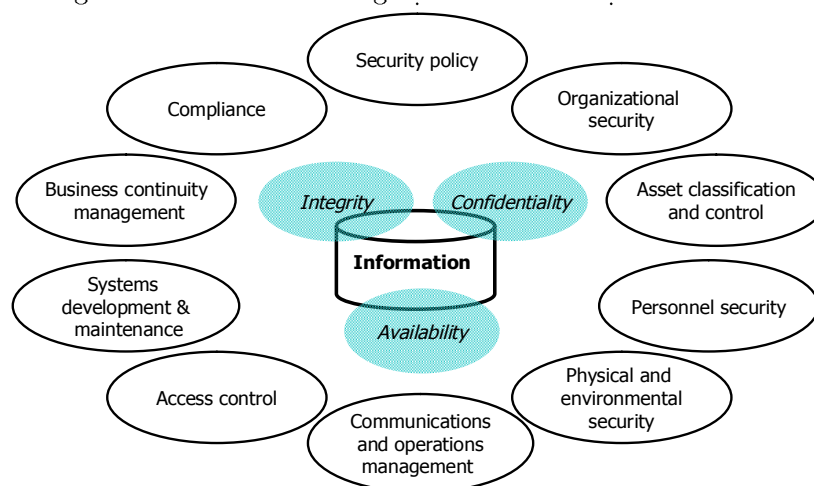 Security policy
Compliance
Organizational
security
Business continuity
management
Integrity
Confidentiality
Asset classification
and control
Information
Systems
development &
maintenance
Personnel security
Availability
Access control
Physical and
environmental
security
Communications
and operations
management